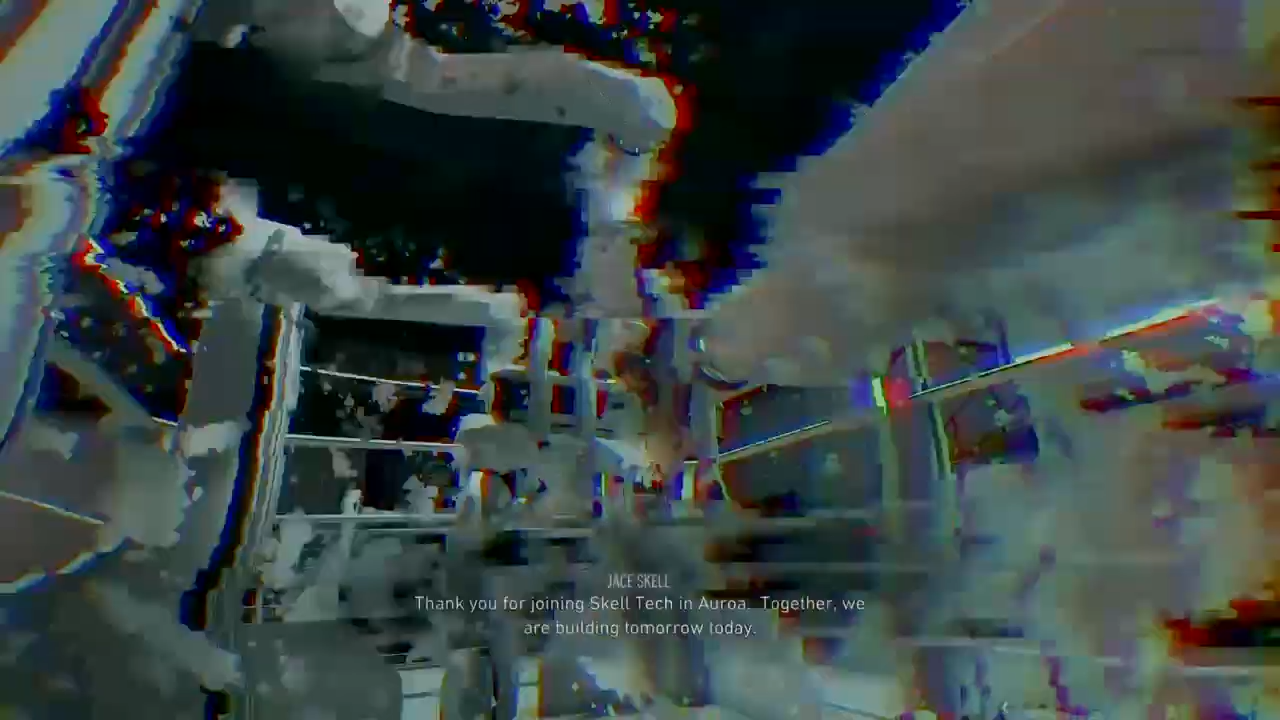 JACE SKELL
Thank you for joining Skell Tech in Auroa.  Together, we
are building tomorrow today.